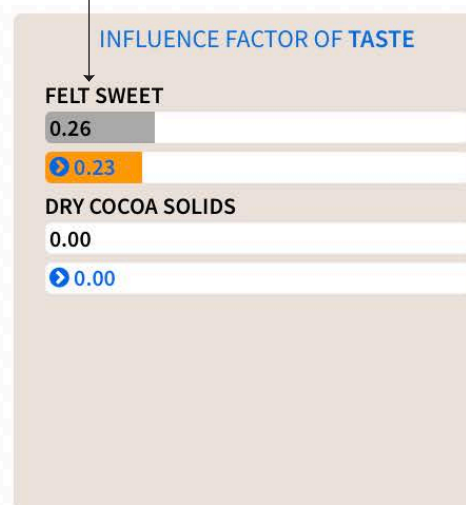 INFLUENCE FACTOR OF TASTE
FELT SWEET
0.26
0.23
DRY COCOA SOLIDS
0.00
0.00